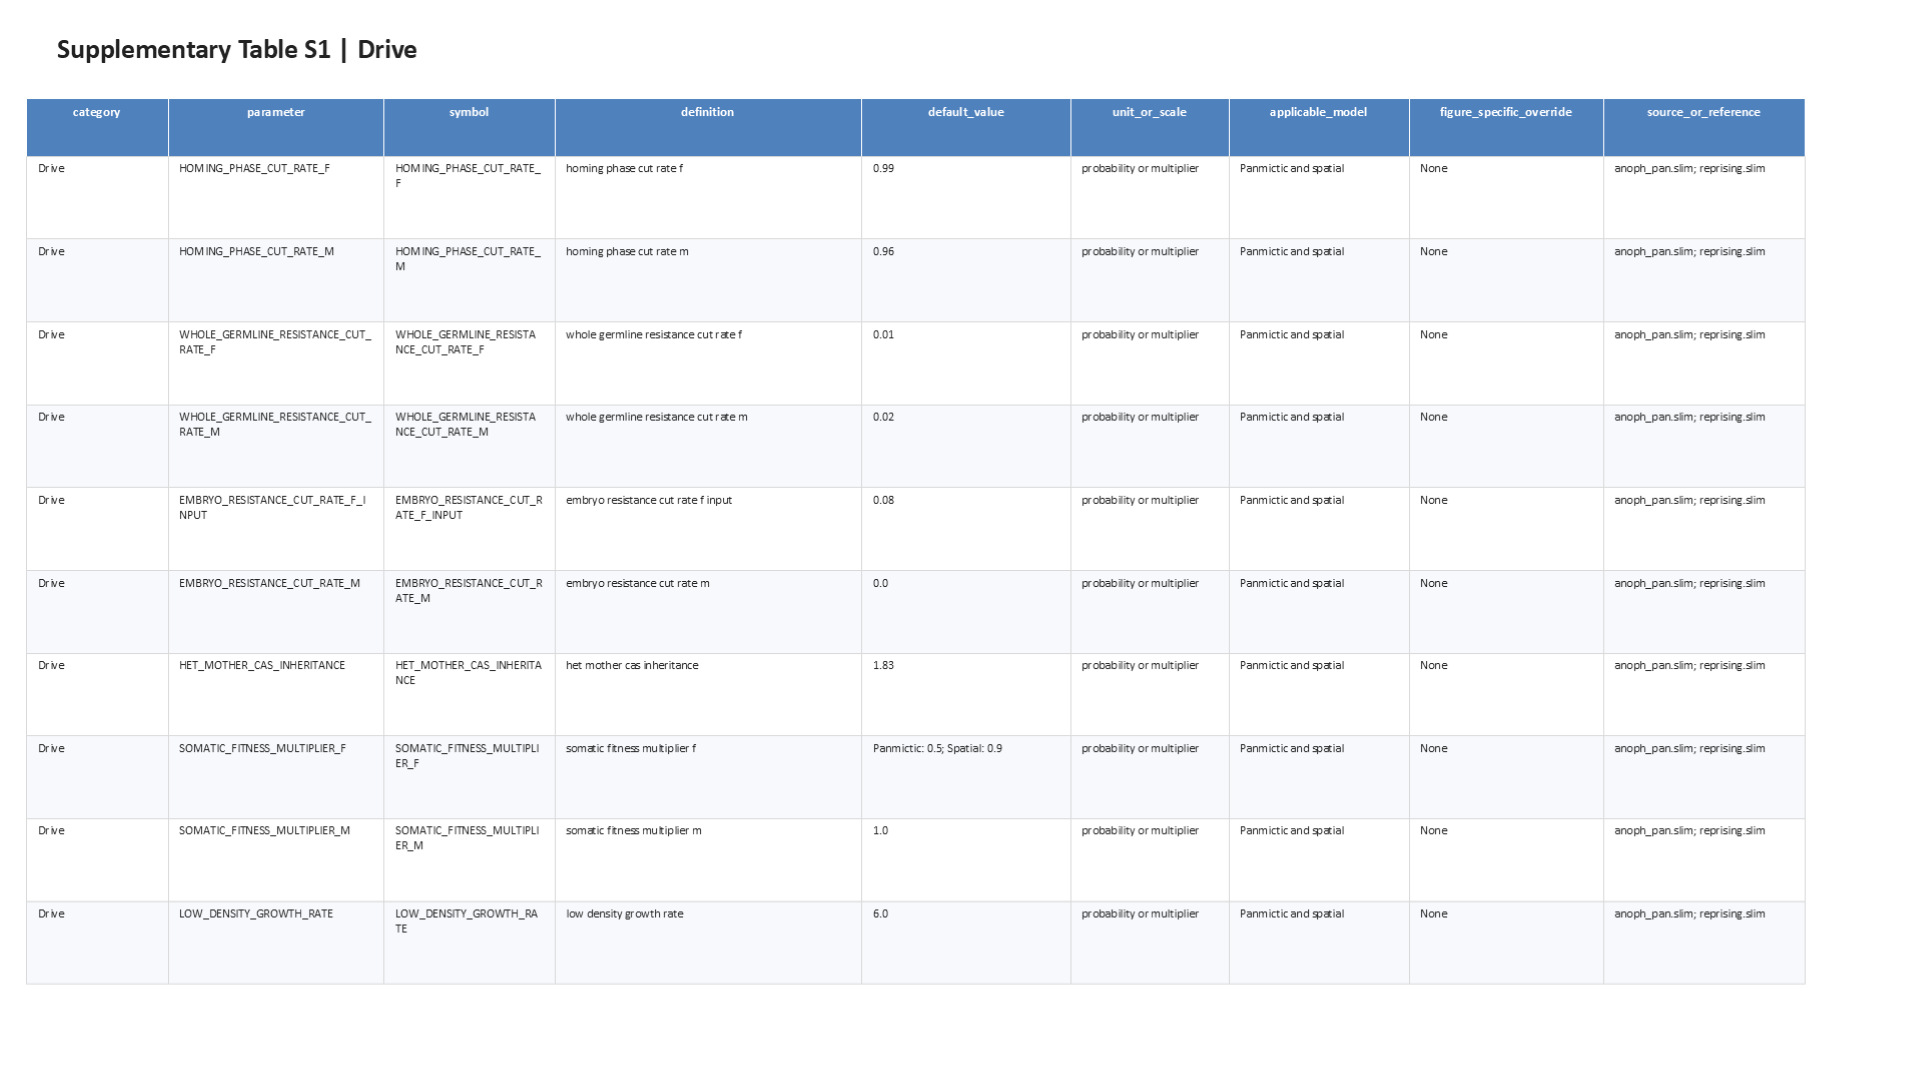 Supplementary Table S1 | Drive
category parameter symbol definition default_value unit_or_scale applicable_model figure_specific_override source_or_reference
Drive HOMING_PHASE_CUT_RATE_F HOMING_PHASE_CUT_RATE_ homing phase cut rate f 0.99 probability or multiplier Panmictic and spatial None anoph_pan.slim; reprising.slim
F
Drive HOMING_PHASE_CUT_RATE_M HOMING_PHASE_CUT_RATE_ homing phase cut rate m 0.96 probability or multiplier Panmictic and spatial None anoph_pan.slim; reprising.slim
M
Drive WHOLE_GERMLINE_RESISTANCE_CUT_ WHOLE_GERMLINE_RESISTA whole germline resistance cut rate f 0.01 probability or multiplier Panmictic and spatial None anoph_pan.slim; reprising.slim
RATE_F NCE_CUT_RATE_F
Drive WHOLE_GERMLINE_RESISTANCE_CUT_ WHOLE_GERMLINE_RESISTA whole germline resistance cut rate m 0.02 probability or multiplier Panmictic and spatial None anoph_pan.slim; reprising.slim
RATE_M NCE_CUT_RATE_M
Drive EMBRYO_RESISTANCE_CUT_RATE_F_I EMBRYO_RESISTANCE_CUT_R embryo resistance cut rate f input 0.08 probability or multiplier Panmictic and spatial None anoph_pan.slim; reprising.slim
NPUT ATE_F_INPUT
Drive EMBRYO_RESISTANCE_CUT_RATE_M EMBRYO_RESISTANCE_CUT_R embryo resistance cut rate m 0.0 probability or multiplier Panmictic and spatial None anoph_pan.slim; reprising.slim
ATE_M
Drive HET_MOTHER_CAS_INHERITANCE HET_MOTHER_CAS_INHERITA het mother cas inheritance 1.83 probability or multiplier Panmictic and spatial None anoph_pan.slim; reprising.slim
NCE
Drive SOMATIC_FITNESS_MULTIPLIER_F SOMATIC_FITNESS_MULTIPLI somatic fitness multiplier f Panmictic: 0.5; Spatial: 0.9 probability or multiplier Panmictic and spatial None anoph_pan.slim; reprising.slim
ER_F
Drive SOMATIC_FITNESS_MULTIPLIER_M SOMATIC_FITNESS_MULTIPLI somatic fitness multiplier m 1.0 probability or multiplier Panmictic and spatial None anoph_pan.slim; reprising.slim
ER_M
Drive LOW_DENSITY_GROWTH_RATE LOW_DENSITY_GROWTH_RA low density growth rate 6.0 probability or multiplier Panmictic and spatial None anoph_pan.slim; reprising.slim
TE